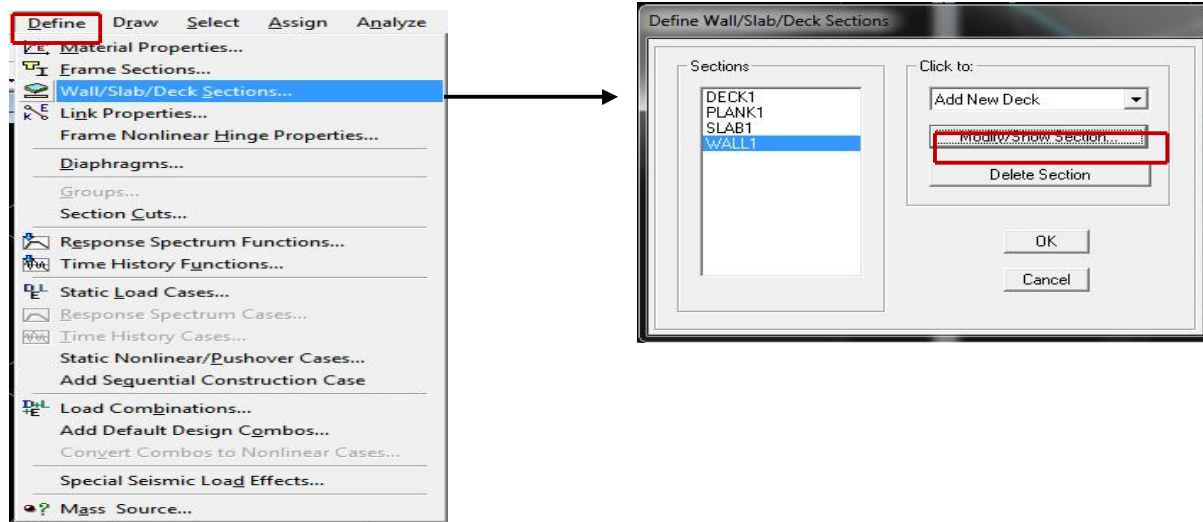 Define Draw Select Assign Analyze
Material Properties...
Frame Sections...
Wall/Slab/Deck Sections...
Link Properties...
Frame Nonlinear Hinge Properties...
Diaphragms...
Groups...
Section Cuts...
Response Spectrum Functions...
Time History Functions...
Static Load Cases...
Response Spectrum Cases...
Time History Cases...
Static Nonlinear/Pushover Cases...
Add Sequential Construction Case
Load Combinations...
Add Default Design Combos...
Convert Combos to Nonlinear Cases...
Special Seismic Load Effects...
Mass Source...
Define Wall/Slab/Deck Sections
Sections
DECK1
PLANK1
SLAB1
WALL1
Click to:
Add New Deck
Modify/Show Section...
Delete Section
OK
Cancel